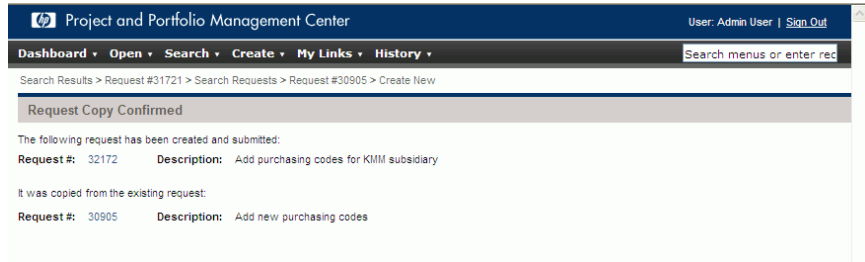 hp Project and Portfolio Management Center User: Admin User | Sign Out
Dashboard Open Search Create My Links History Search menus or enter rec
Search Results > Request #31721 > Search Requests > Request #30905 > Create New
Request Copy Confirmed
The following request has been created and submitted:
Request #: 32172 Description: Add purchasing codes for KMM subsidiary
It was copied from the existing request:
Request #: 30905 Description: Add new purchasing codes